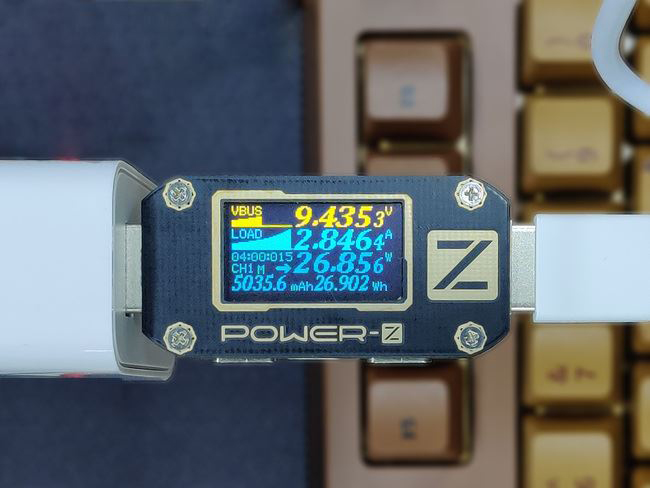 VBUS 9.4353V
LOAD 2.8464A
04:00:015 26.856W
CH1 M →
5035.6 mAh 26.902 Wh
Z
POWER-Z